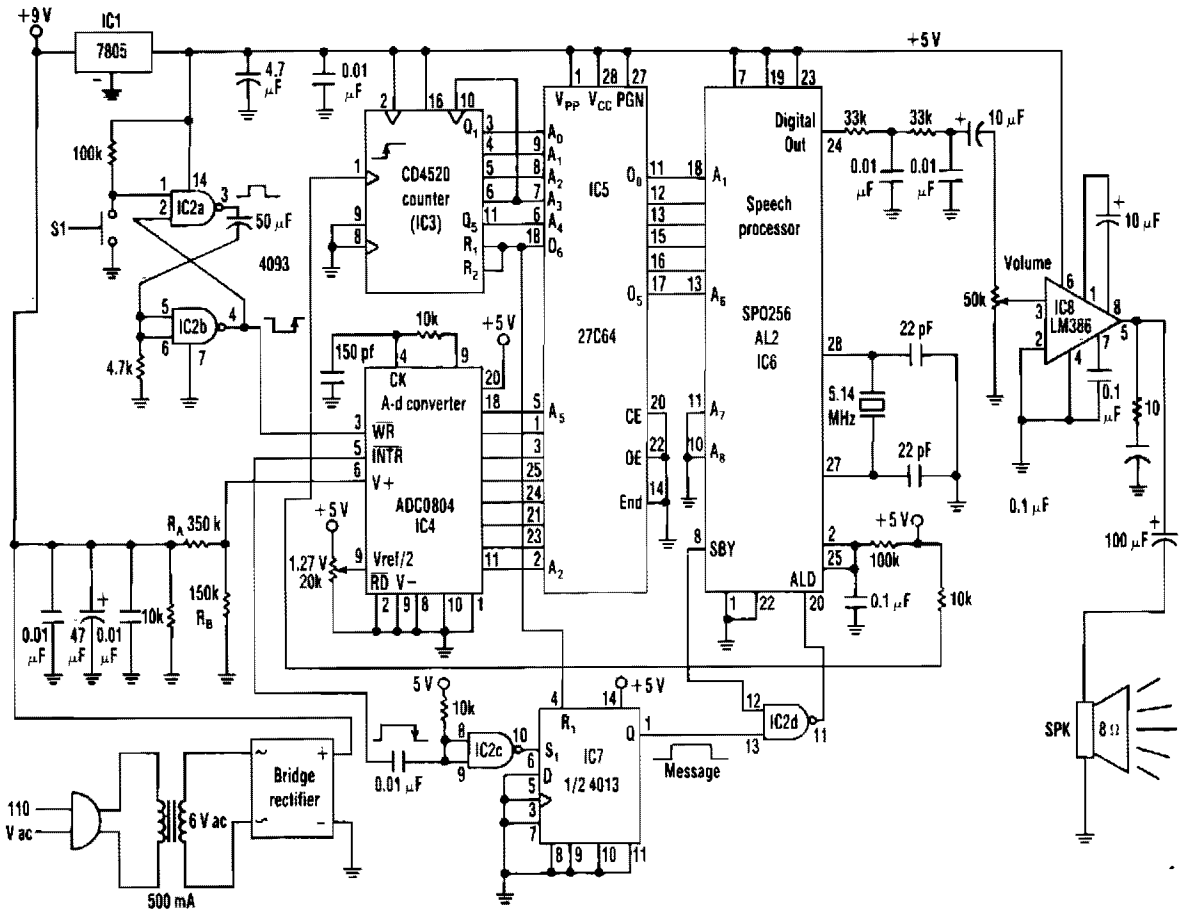 +9 V
IC1
7805
+5 V
4.7 μF
0.01 μF
100k
S1
1
2
14
IC2a
3
50 μF
4093
5
6
IC2b
4
7
4.7k
2
16
10
1
9
8
CD4520
counter
(IC3)
Q1
Q5
R1
R2
3
4
5
6
11
9
8
7
6
18
A0
A1
A2
A3
A4
O6
1
28
27
VPP
VCC
PGN
IC5
27C64
O0
O5
11
12
13
15
16
17
18
13
A1
A6
7
19
23
Digital
Out
24
Speech
processor
SPO256
AL2
IC6
33k
33k
0.01 μF
0.01 μF
+
10 μF
+
10 μF
Volume
50k
6
1
8
3
2
4
7
5
IC8
LM386
0.1 μF
10
0.1 μF
100 μF
+
SPK
8 Ω
28
27
22 pF
22 pF
5.14
MHz
150 pf
10k
4
9
+5 V
20
CK
A-d converter
ADC0804
IC4
3
WR
5
INTR
6
V+
9
Vref/2
RD
V−
2
9
8
10
1
+5 V
1.27 V
20k
18
11
5
1
3
25
24
21
23
2
A5
A2
CE
20
OE
22
End
14
11
A7
10
A8
8
SBY
2
25
ALD
20
1
22
+5 V
100k
0.1 μF
10k
RA 350 k
150k
RB
0.01 μF
47 μF
+
0.01 μF
10k
5 V
10k
0.01 μF
8
9
IC2c
10
4
14
+5 V
R1
S1
6
D
5
3
7
Q
1
IC7
1/2 4013
8
9
10
11
Message
12
13
IC2d
11
110
V ac
6 V ac
500 mA
Bridge
rectifier
~
~
+
−